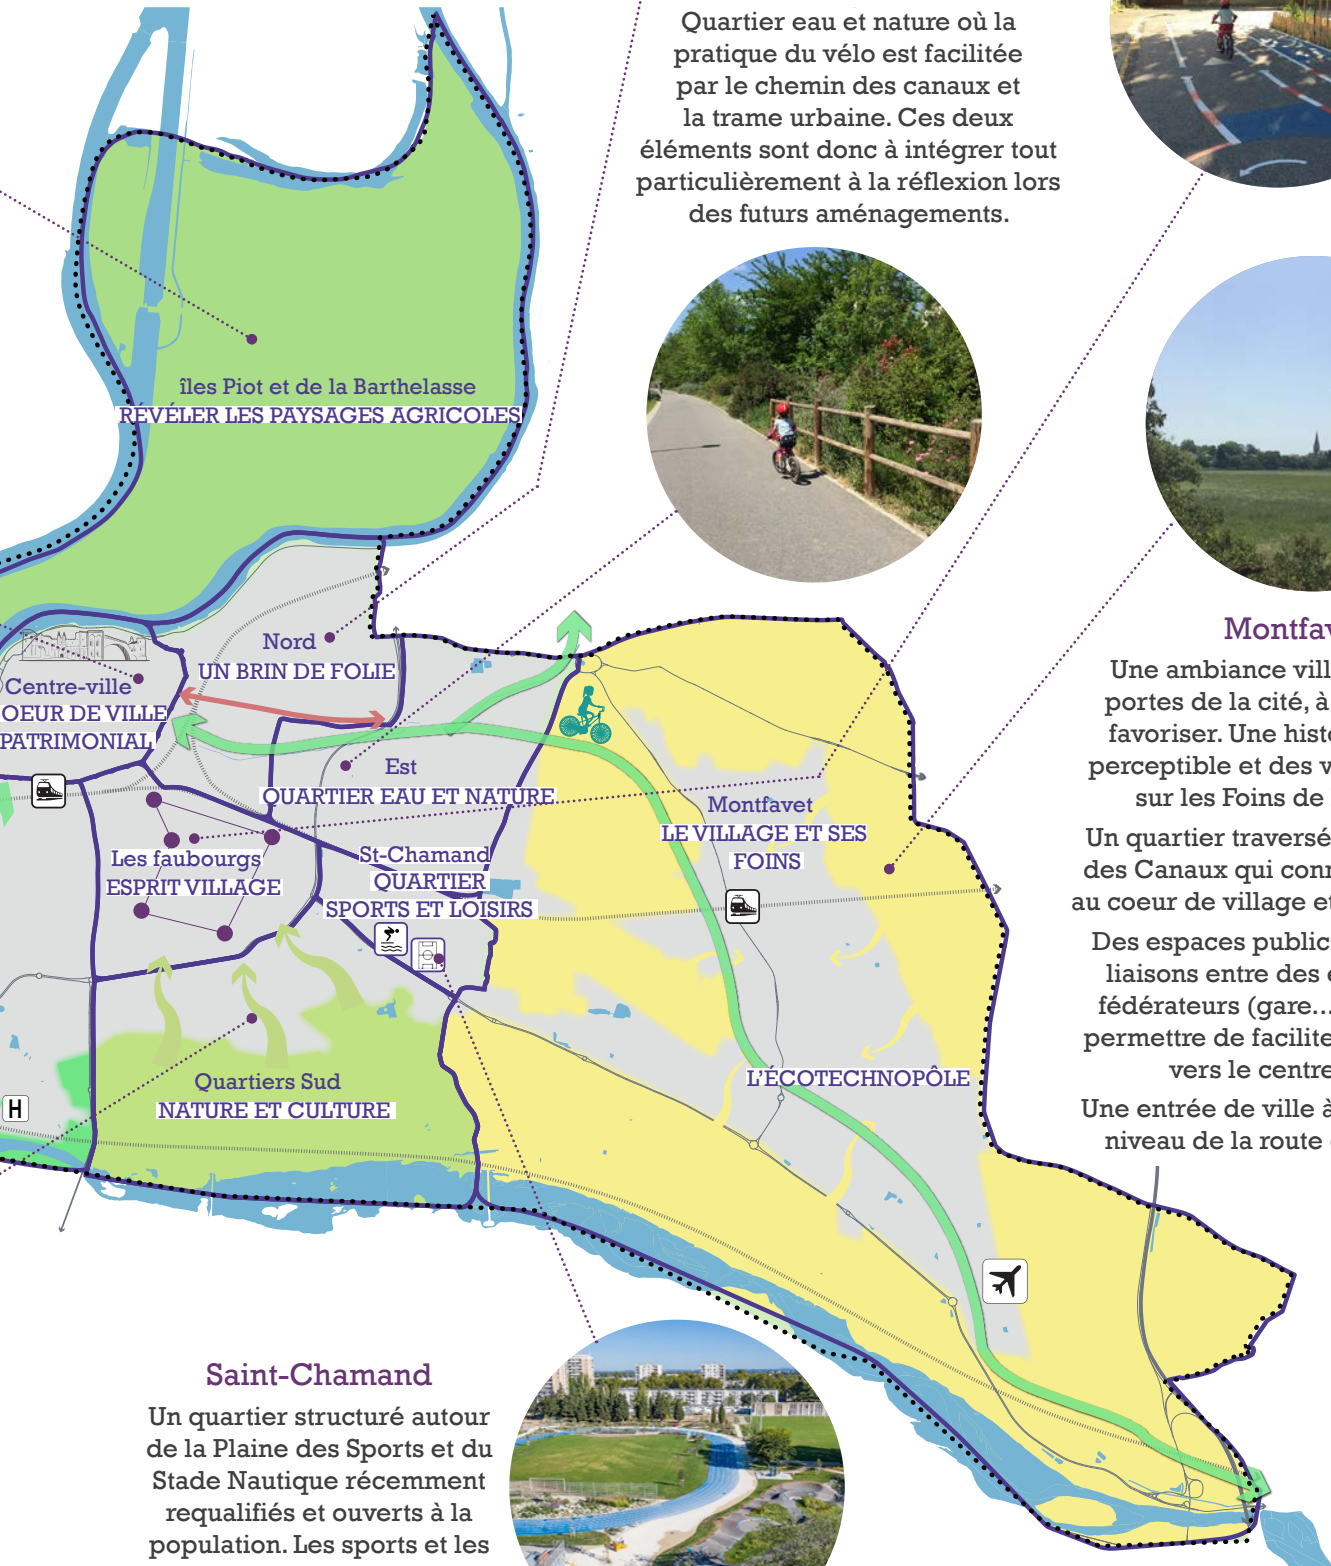 Quartier eau et nature où la
pratique du vélo est facilitée
par le chemin des canaux et
la trame urbaine. Ces deux
éléments sont donc à intégrer tout
particulièrement à la réflexion lors
des futurs aménagements.
îles Piot et de la Barthelasse
RÉVÉLER LES PAYSAGES AGRICOLES
Nord
UN BRIN DE FOLIE
Centre-ville
OEUR DE VILLE
PATRIMONIAL
Est
QUARTIER EAU ET NATURE
Les faubourgs
ESPRIT VILLAGE
St-Chamand
QUARTIER
SPORTS ET LOISIRS
Montfavet
LE VILLAGE ET SES
FOINS
L'ÉCOTECHNOPÔLE
Quartiers Sud
NATURE ET CULTURE
H
Montfav
Une ambiance vill
portes de la cité, à
favoriser. Une histo
perceptible et des v
sur les Foins de
Un quartier traversé
des Canaux qui conn
au coeur de village et
Des espaces publics
liaisons entre des é
fédérateurs (gare...
permettre de facilite
vers le centre
Une entrée de ville à
niveau de la route
Saint-Chamand
Un quartier structuré autour
de la Plaine des Sports et du
Stade Nautique récemment
requalifiés et ouverts à la
population. Les sports et les